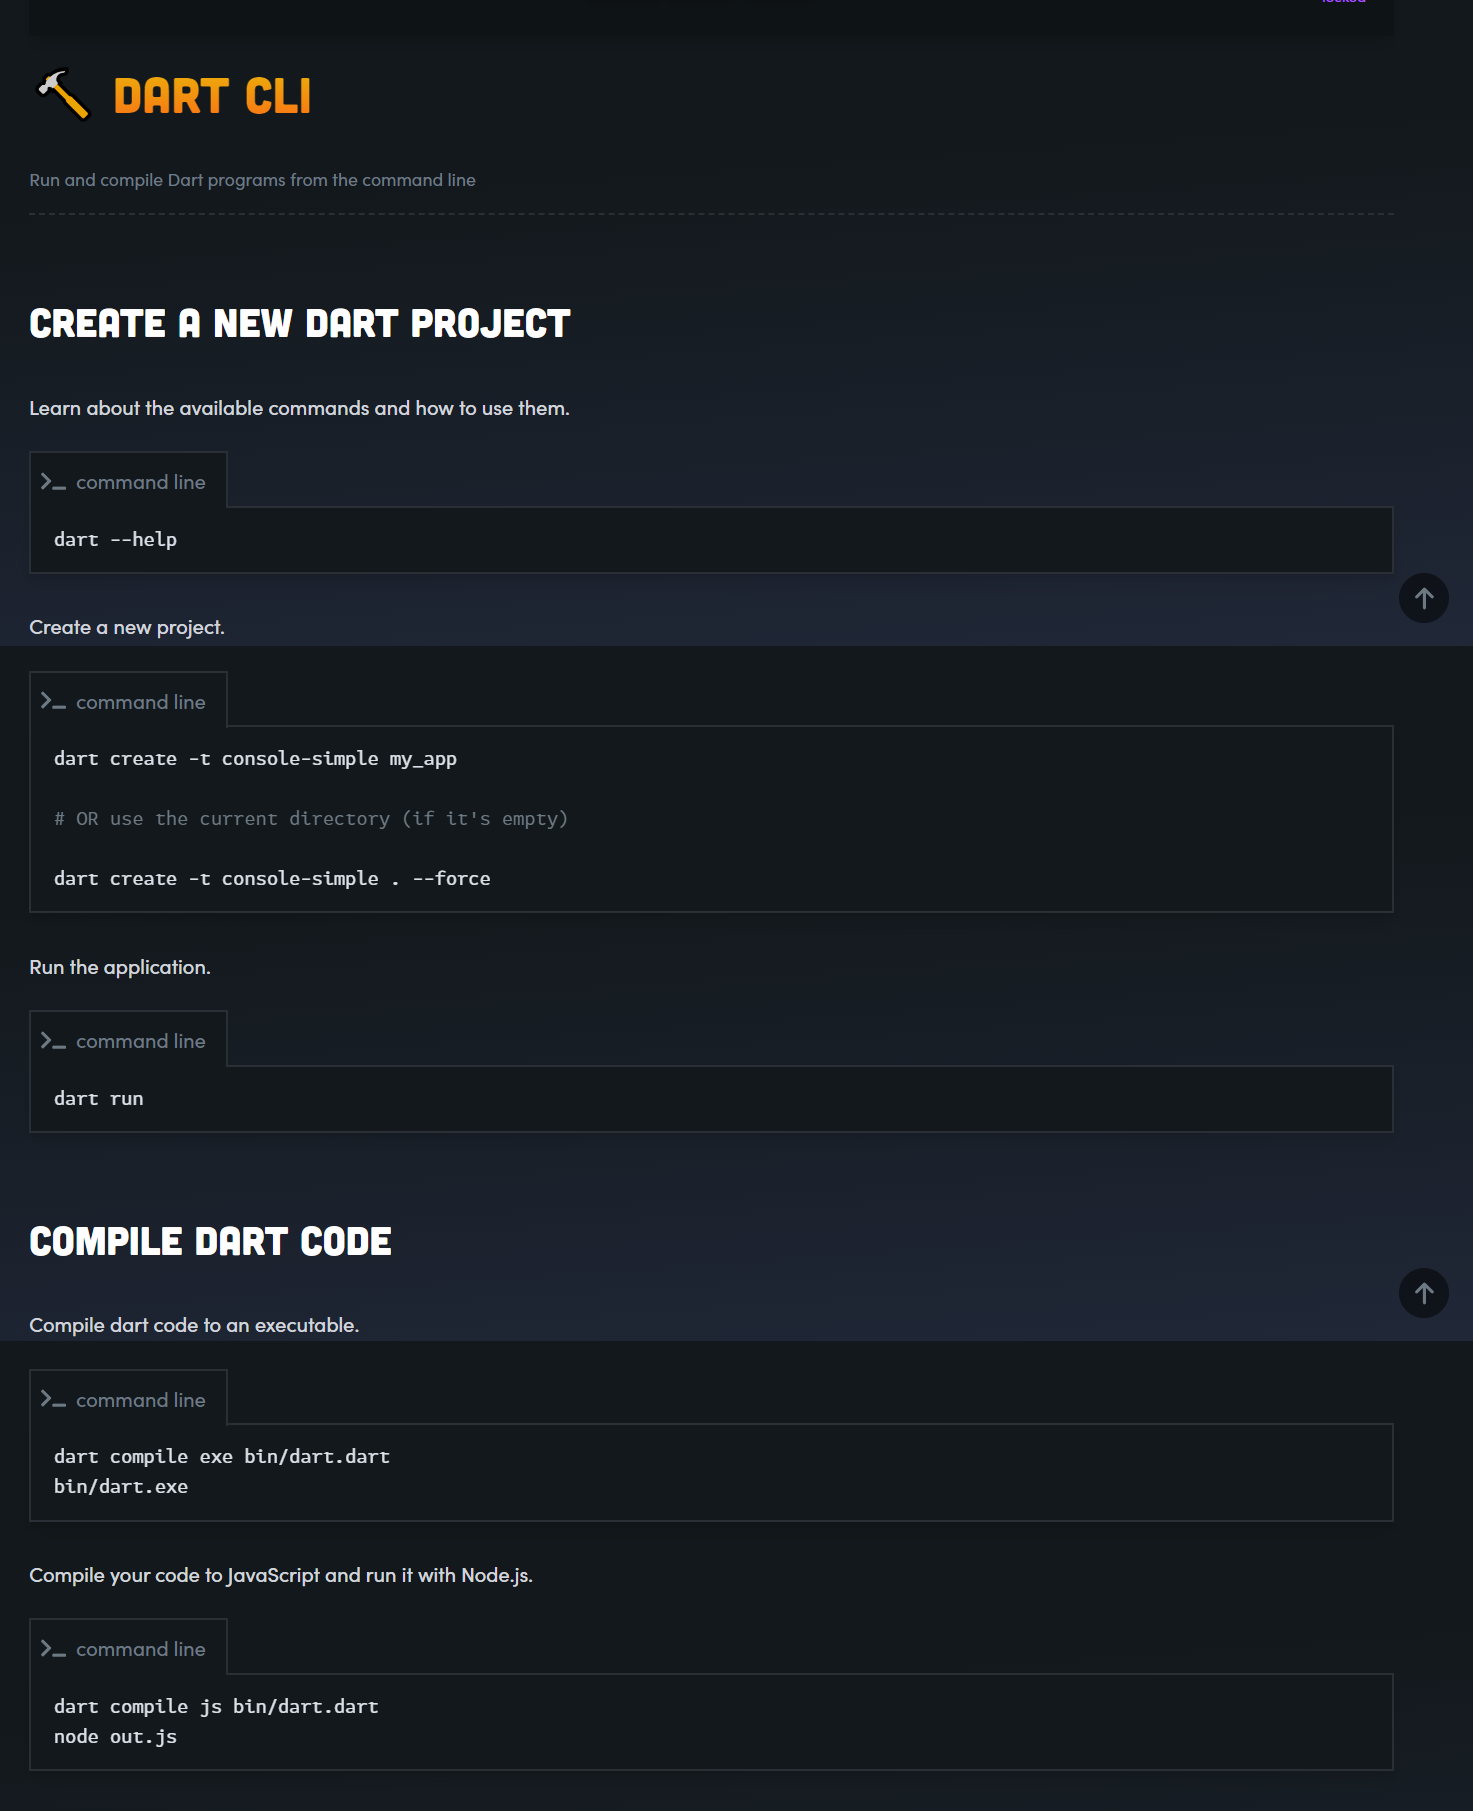 DART CLI
Run and compile Dart programs from the command line
CREATE A NEW DART PROJECT
Learn about the available commands and how to use them.
command line
dart --help
Create a new project.
command line
dart create -t console-simple my_app
# OR use the current directory (if it's empty)
dart create -t console-simple . --force
Run the application.
command line
dart run
COMPILE DART CODE
Compile dart code to an executable.
command line
dart compile exe bin/dart.dart
bin/dart.exe
Compile your code to JavaScript and run it with Node.js.
command line
dart compile js bin/dart.dart
node out.js